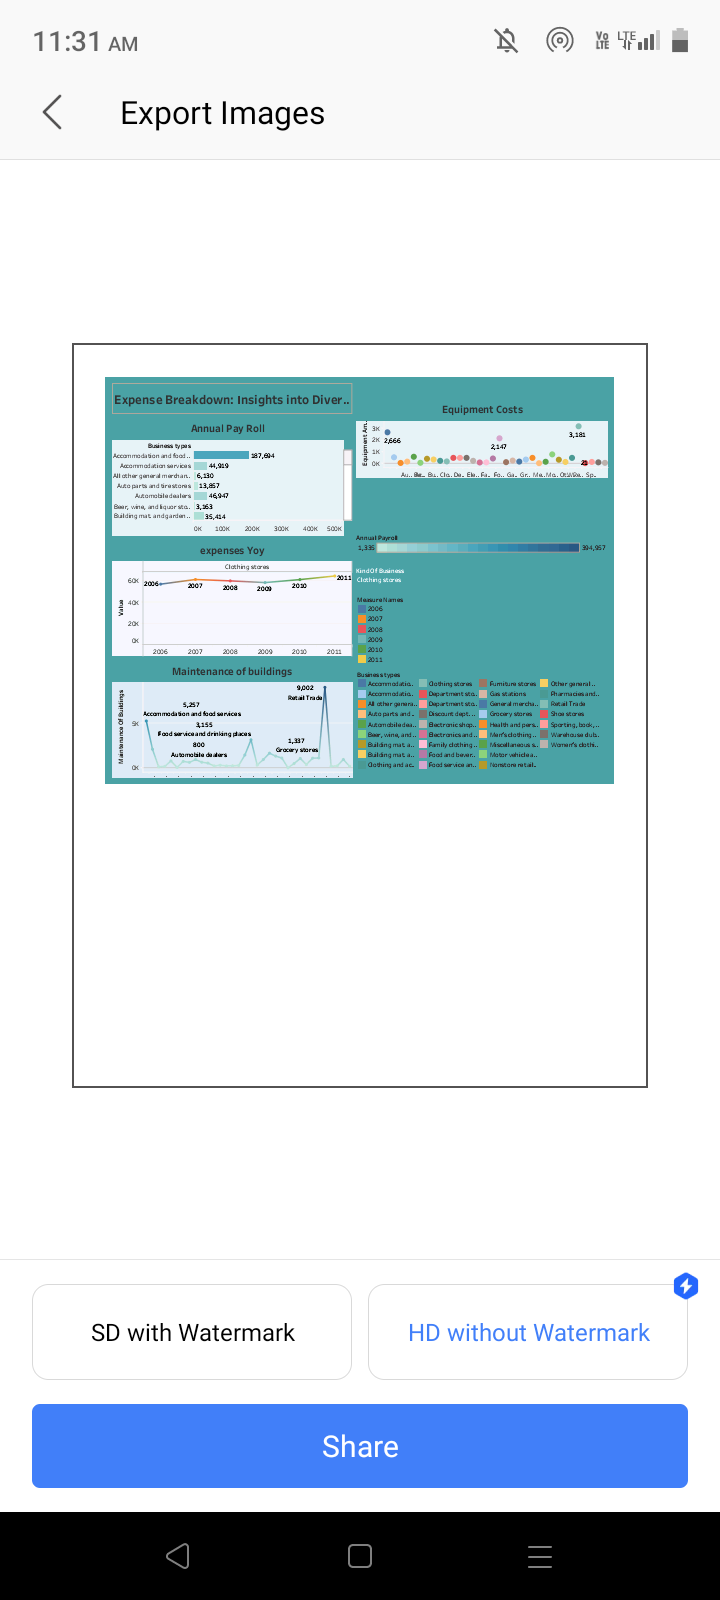 11:31 AM
Vo LTE LTE
Export Images
Expense Breakdown: Insights into Diver..
Annual Pay Roll
Business types
Accommodation and food ..
187,694
Accommodation services
44,919
All other general merchan..
6,130
Auto parts and tire stores
13,857
Automobile dealers
46,947
Beer, wine, and liquor sto..
3,163
Building mat. and garden ..
35,414
0K 100K 200K 300K 400K 500K
expenses Yoy
Clothing stores
Value
60K
40K
20K
0K
2006 2007 2008 2009 2010 2011
2006 2007 2008 2009 2010 2011
Maintenance of buildings
Maintenance Of Buildings
5K
0K
9,002
Retail Trade
5,257
Accommodation and food services
3,155
Food service and drinking places
800
Automobile dealers
1,337
Grocery stores
Equipment Costs
Equipment Am..
3K
2K
1K
0K
2,666
2,147
3,181
21
Au.. Be.. Bu.. Clo.. De.. Ele.. Fa.. Fo.. Ga.. Gr.. Me.. Mo.. Sp..
Annual Payroll
1,335 394,957
Kind Of Business
Clothing stores
Measure Names
2006
2007
2008
2009
2010
2011
Business types
Accommodatio.. Clothing stores Furniture stores Other general ..
Accommodatio.. Department sto.. Gas stations Pharmacies and..
All other genera.. Department sto.. General mercha.. Retail Trade
Auto parts and .. Discount dept. .. Grocery stores Shoe stores
Automobile dea.. Electronic shop.. Health and pers.. Sporting, book, ..
Beer, wine, and .. Electronics and .. Men's clothing .. Warehouse club..
Building mat. a.. Family clothing .. Miscellaneous s.. Women's clothi..
Building mat. a.. Food and bever.. Motor vehicle a..
Clothing and ac.. Food service an.. Nonstore retail..
SD with Watermark
HD without Watermark
Share